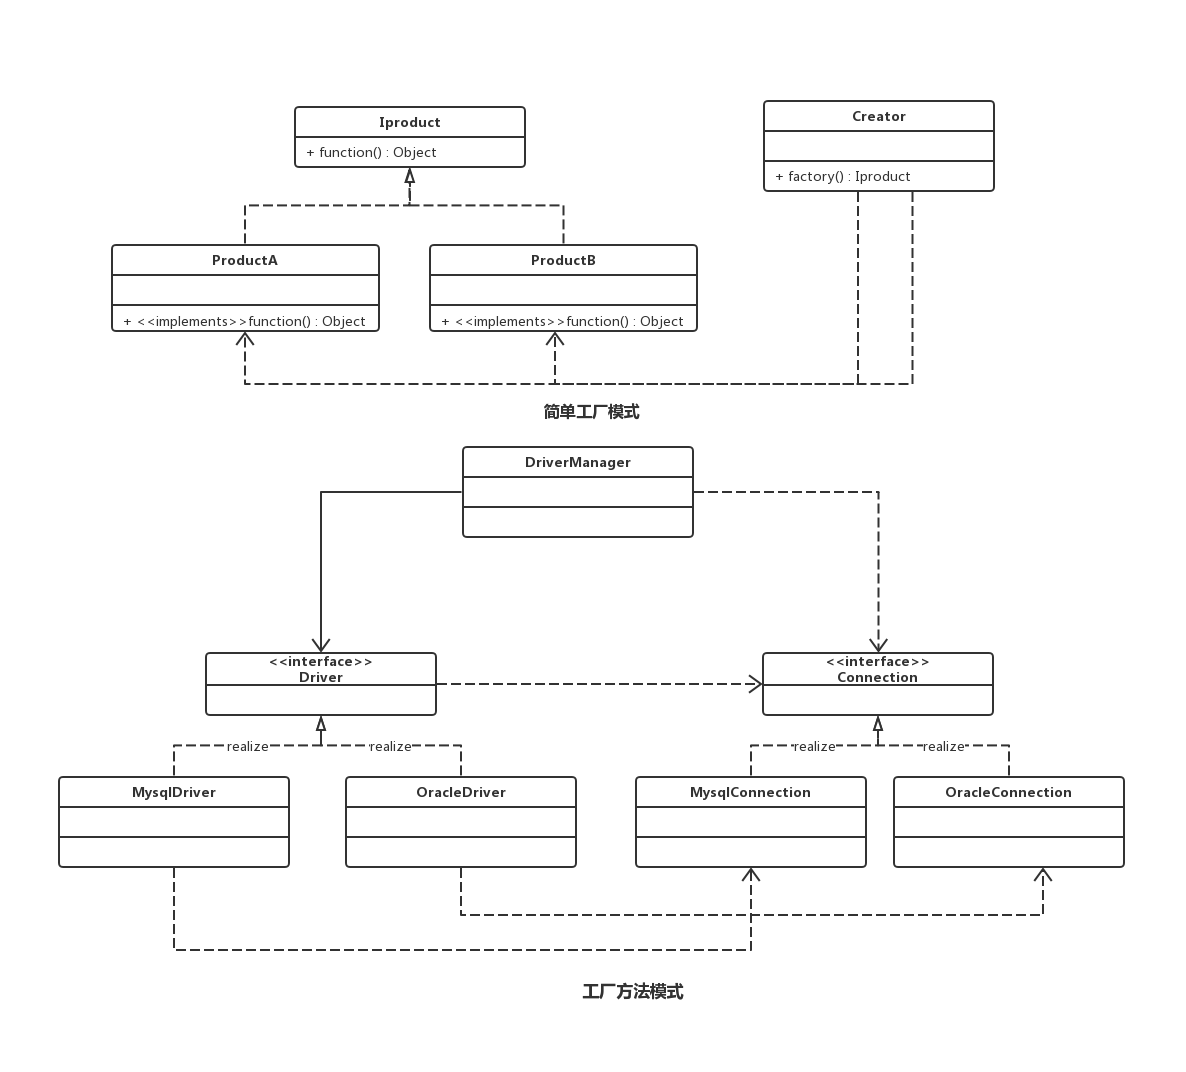 Iproduct
+ function() : Object
Creator
+ factory() : Iproduct
ProductA
+ <<implements>>function() : Object
ProductB
+ <<implements>>function() : Object
简单工厂模式
DriverManager
<<interface>>
Driver
<<interface>>
Connection
realize
realize
realize
realize
MysqlDriver
OracleDriver
MysqlConnection
OracleConnection
工厂方法模式